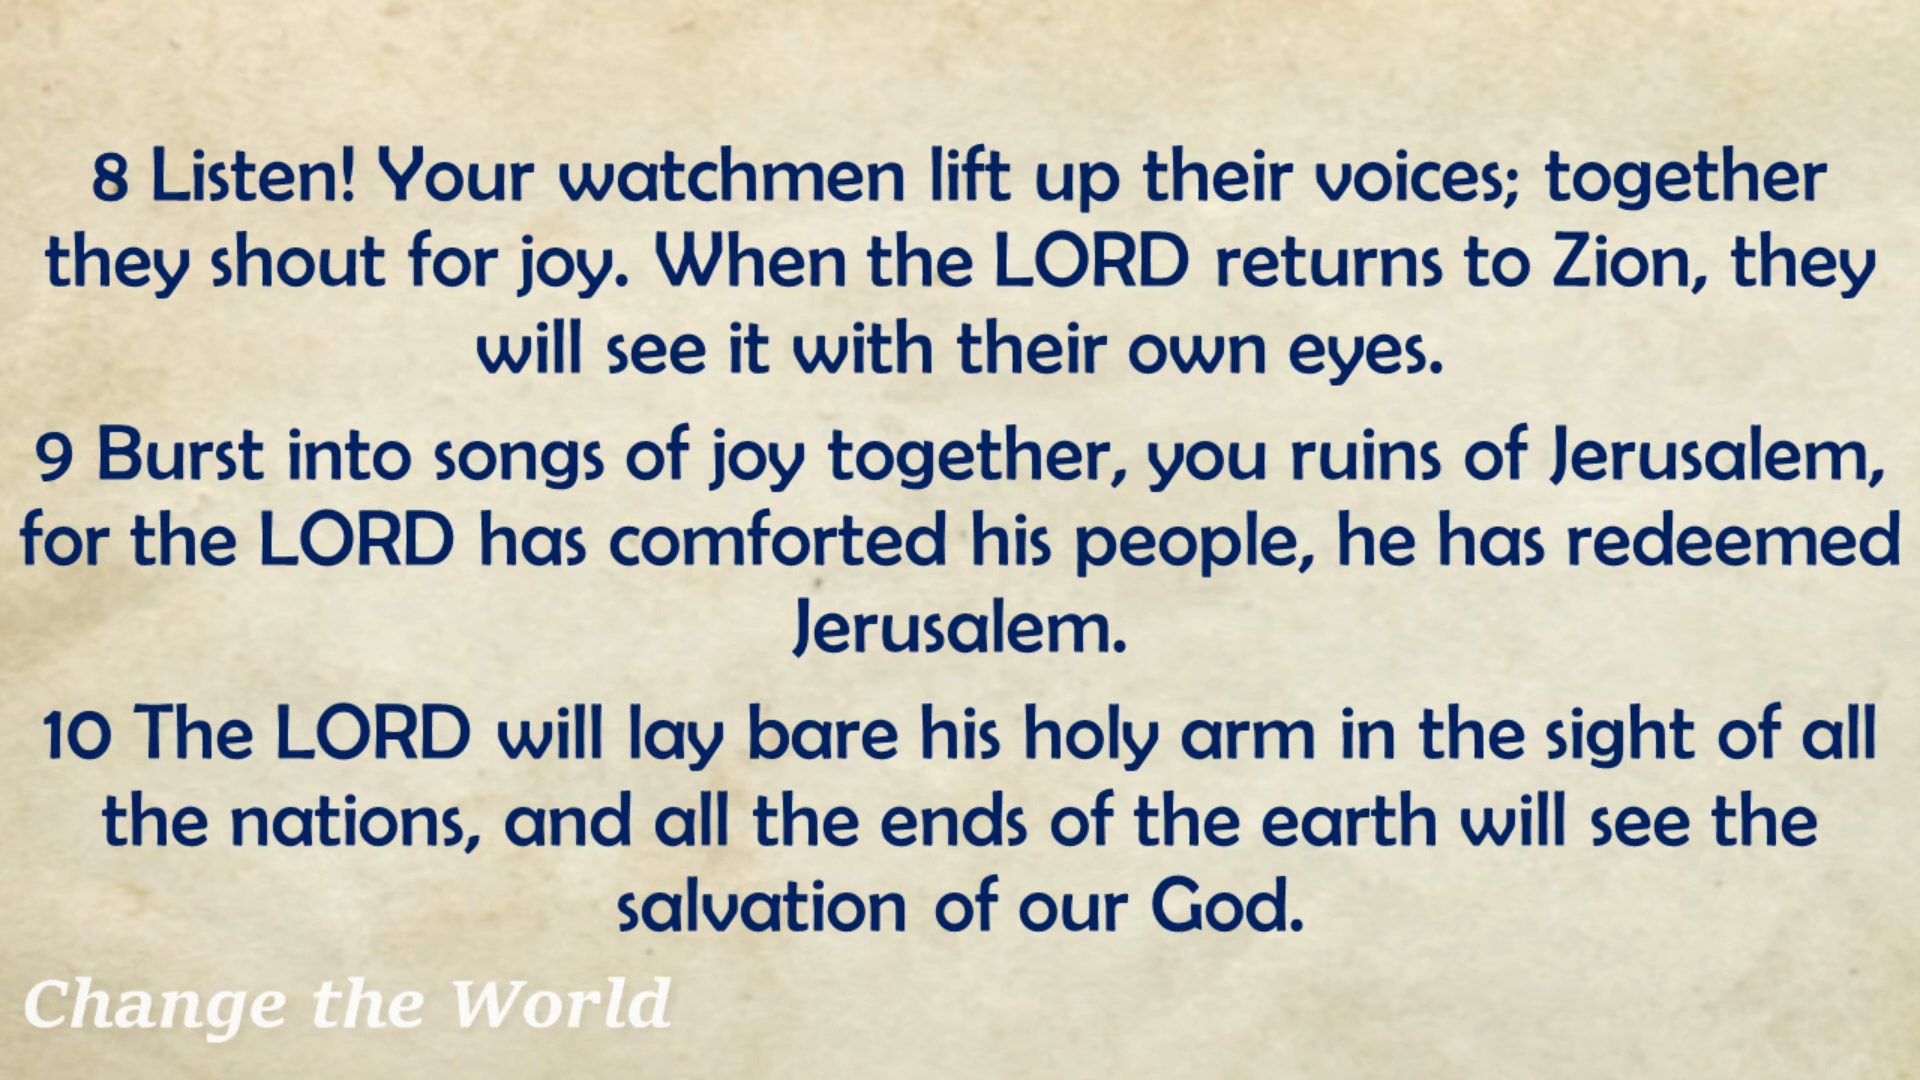 8 Listen! Your watchmen lift up their voices; together
they shout for joy. When the LORD returns to Zion, they
will see it with their own eyes.
9 Burst into songs of joy together, you ruins of Jerusalem,
for the LORD has comforted his people, he has redeemed
Jerusalem.
10 The LORD will lay bare his holy arm in the sight of all
the nations, and all the ends of the earth will see the
salvation of our God.
Change the World